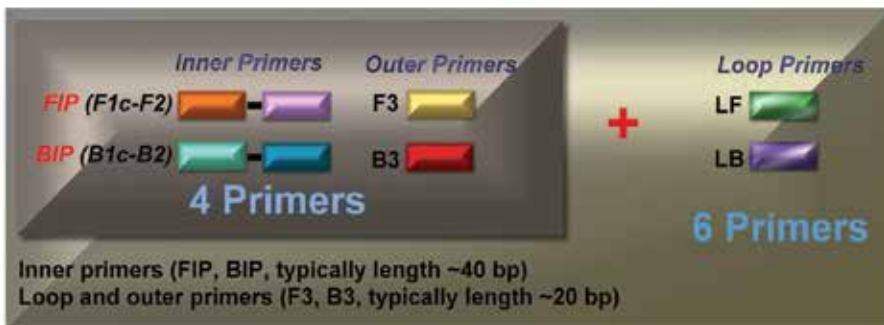 Inner Primers Outer Primers Loop Primers
FIP (F1c-F2) F3 LF
BIP (B1c-B2) B3 LB
4 Primers
+
6 Primers
Inner primers (FIP, BIP, typically length ~40 bp)
Loop and outer primers (F3, B3, typically length ~20 bp)